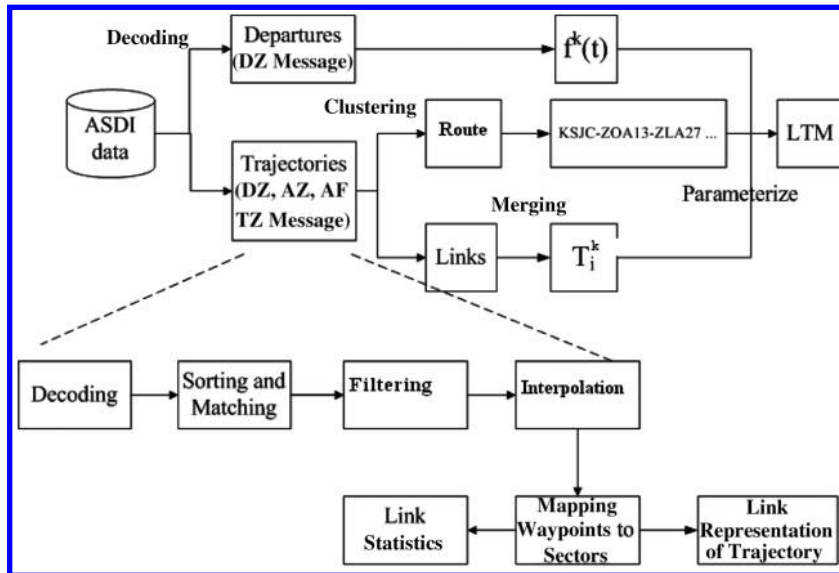 Decoding
Departures
(DZ Message)
f^k(t)
ASDI
data
Clustering
Route
KSJC-ZOA13-ZLA27 ...
LTM
Trajectories
(DZ, AZ, AF
TZ Message)
Merging
Parameterize
Links
T_i^k
Decoding
Sorting and
Matching
Filtering
Interpolation
Link
Statistics
Mapping
Waypoints to
Sectors
Link
Representation
of Trajectory